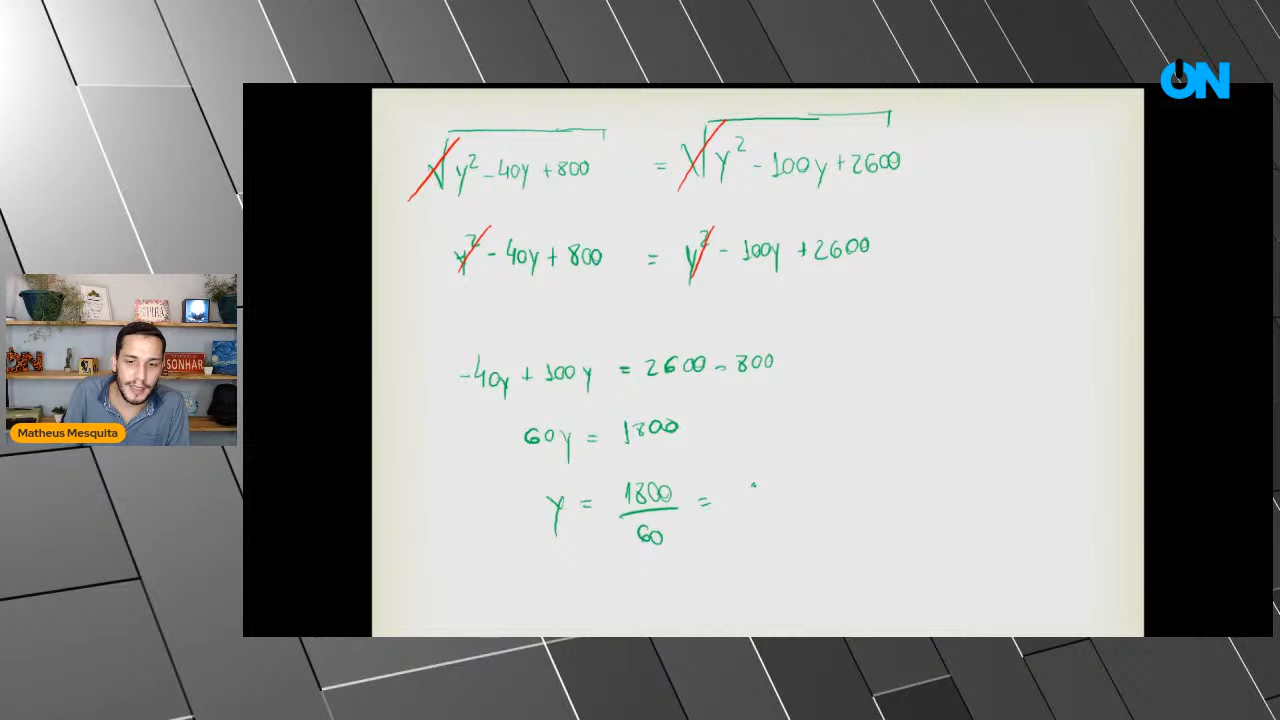 ON
√y² - 40y + 800 = √y² - 100y + 2600
y² - 40y + 800 = y² - 100y + 2600
-40y + 100y = 2600 - 800
60y = 1800
y = 1800/60 =
SONHAR
Matheus Mesquita